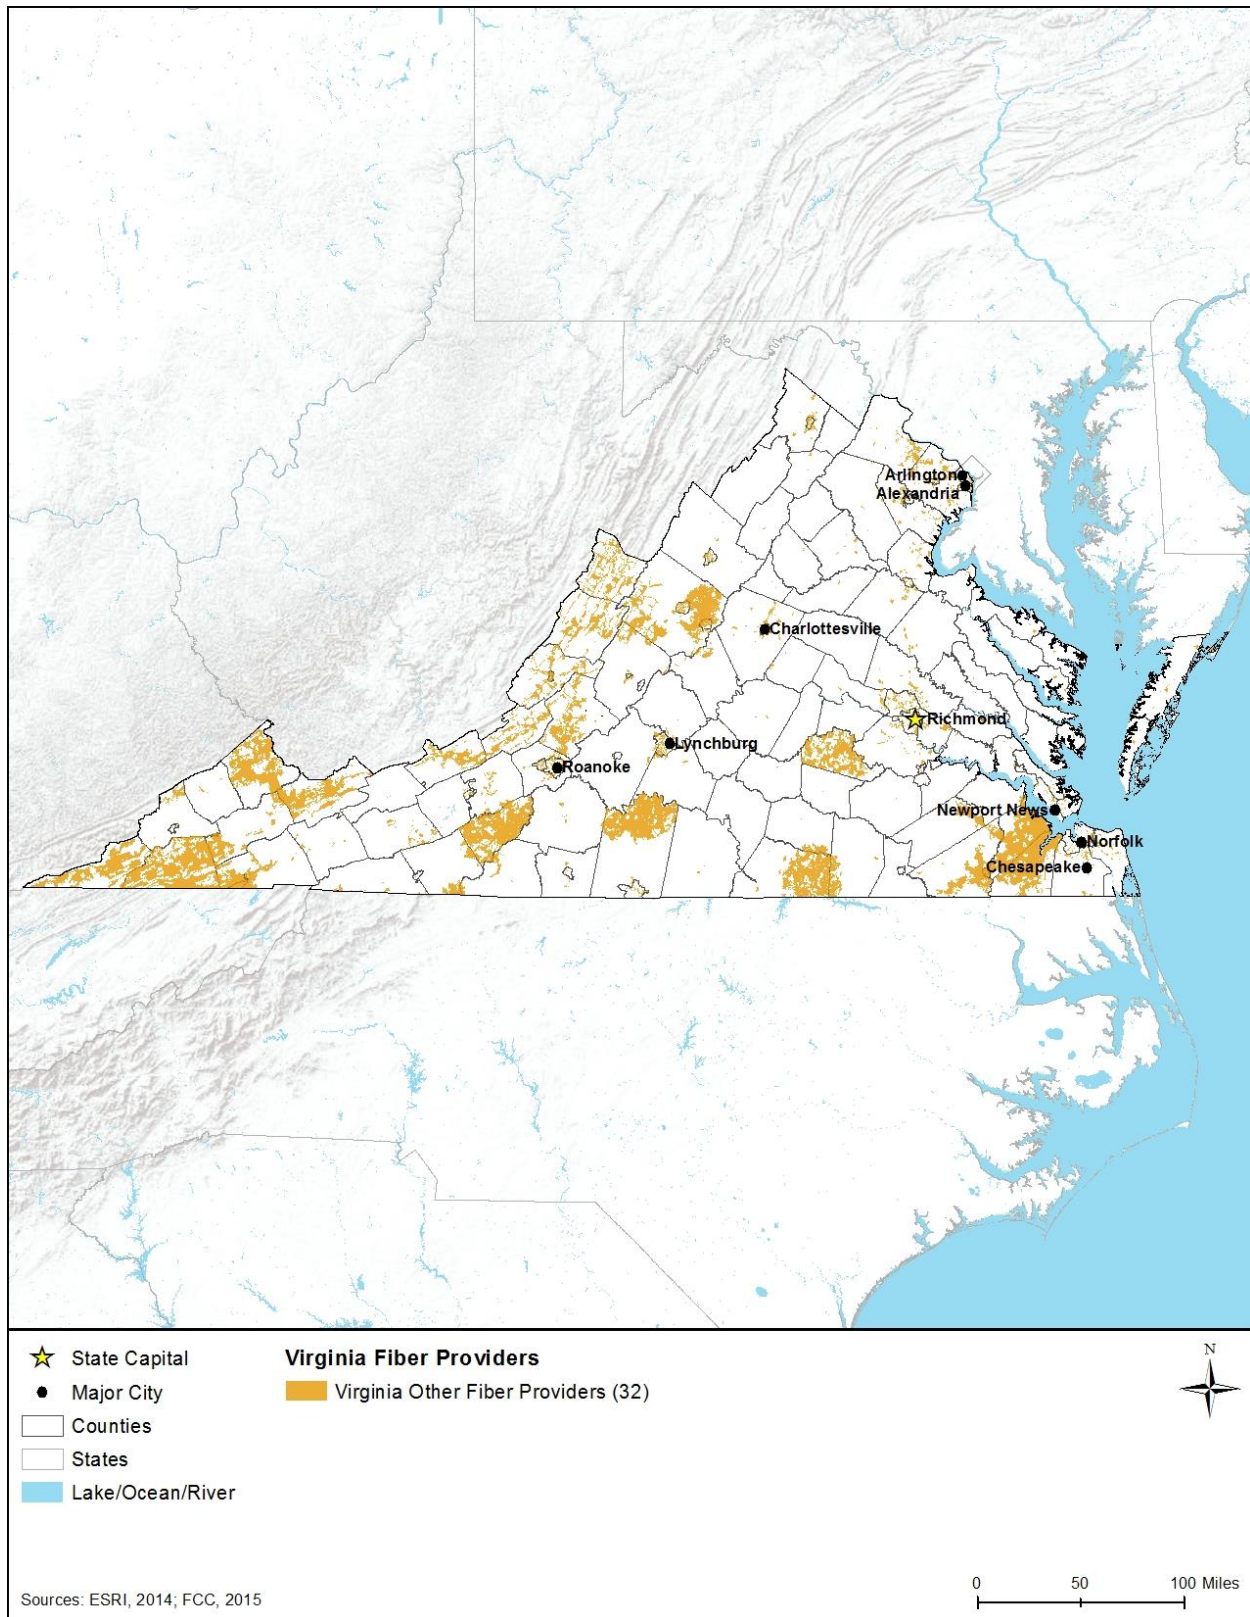 Arlington
Alexandria
Charlottesville
Richmond
Lynchburg
Roanoke
Newport News
Norfolk
Chesapeake
State Capital
Virginia Fiber Providers
N
Major City
Virginia Other Fiber Providers (32)
Counties
States
Lake/Ocean/River
0 50 100 Miles
Sources: ESRI, 2014; FCC, 2015